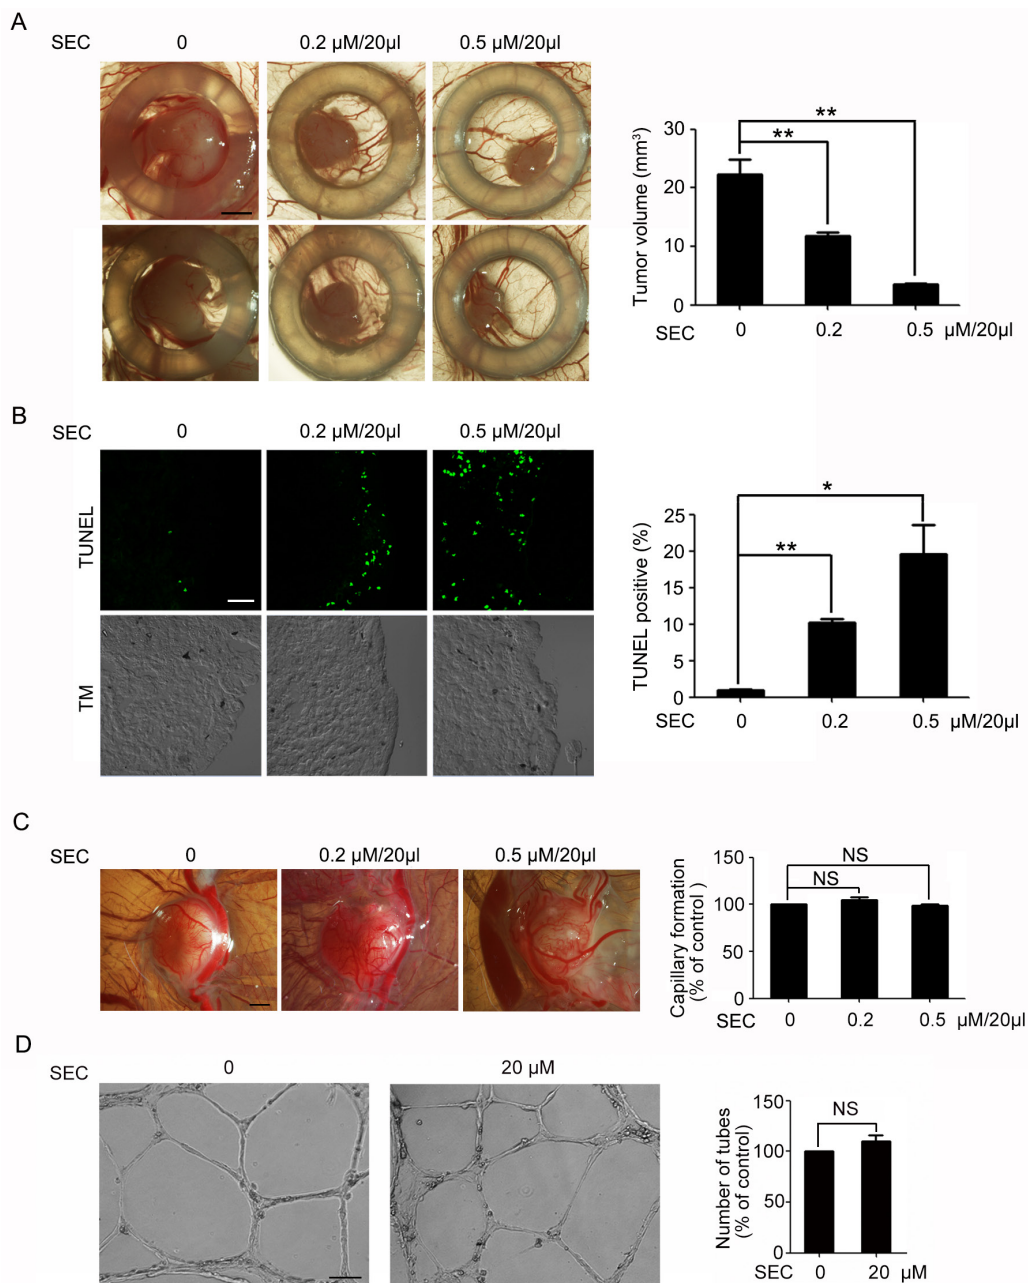 A
SEC 0 0.2 µM/20µl 0.5 µM/20µl
Tumor volume (mm³)
30
20
10
0
**
**
SEC 0 0.2 0.5 µM/20µl
B
SEC 0 0.2 µM/20µl 0.5 µM/20µl
TUNEL
TM
TUNEL positive (%)
25
20
15
10
5
0
*
**
SEC 0 0.2 0.5 µM/20µl
C
SEC 0 0.2 µM/20µl 0.5 µM/20µl
Capillary formation
(% of control )
150
100
50
0
NS
NS
SEC 0 0.2 0.5 µM/20µl
D
SEC 0 20 µM
Number of tubes
(% of control)
150
100
50
0
NS
SEC 0 20 µM